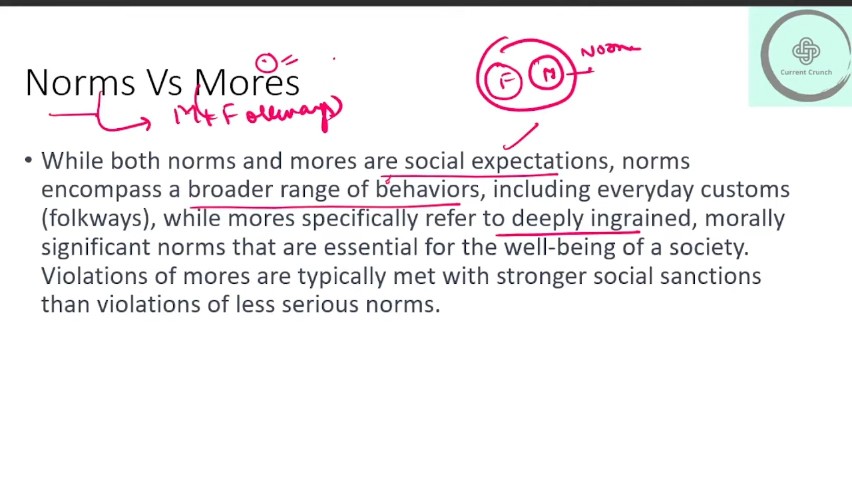 Norms Vs Mores
M + Folkways
F
M
Norm
Current Crunch
• While both norms and mores are social expectations, norms
encompass a broader range of behaviors, including everyday customs
(folkways), while mores specifically refer to deeply ingrained, morally
significant norms that are essential for the well-being of a society.
Violations of mores are typically met with stronger social sanctions
than violations of less serious norms.